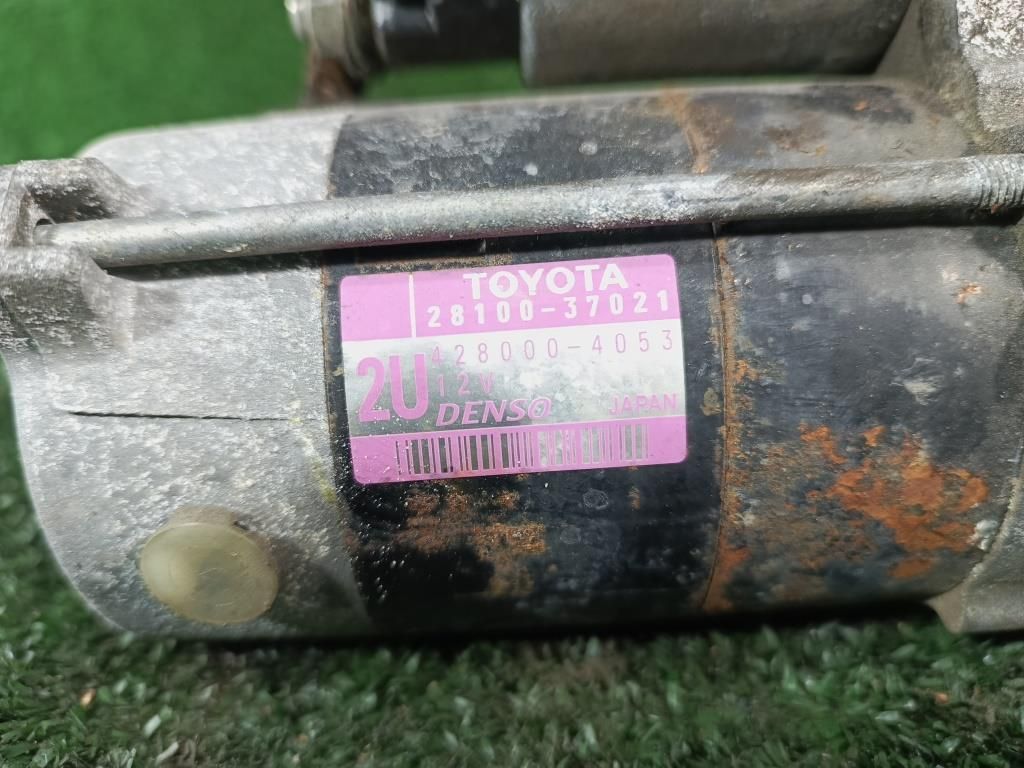 TOYOTA
28100-37021
428000-4053
2U 12V
DENSO JAPAN